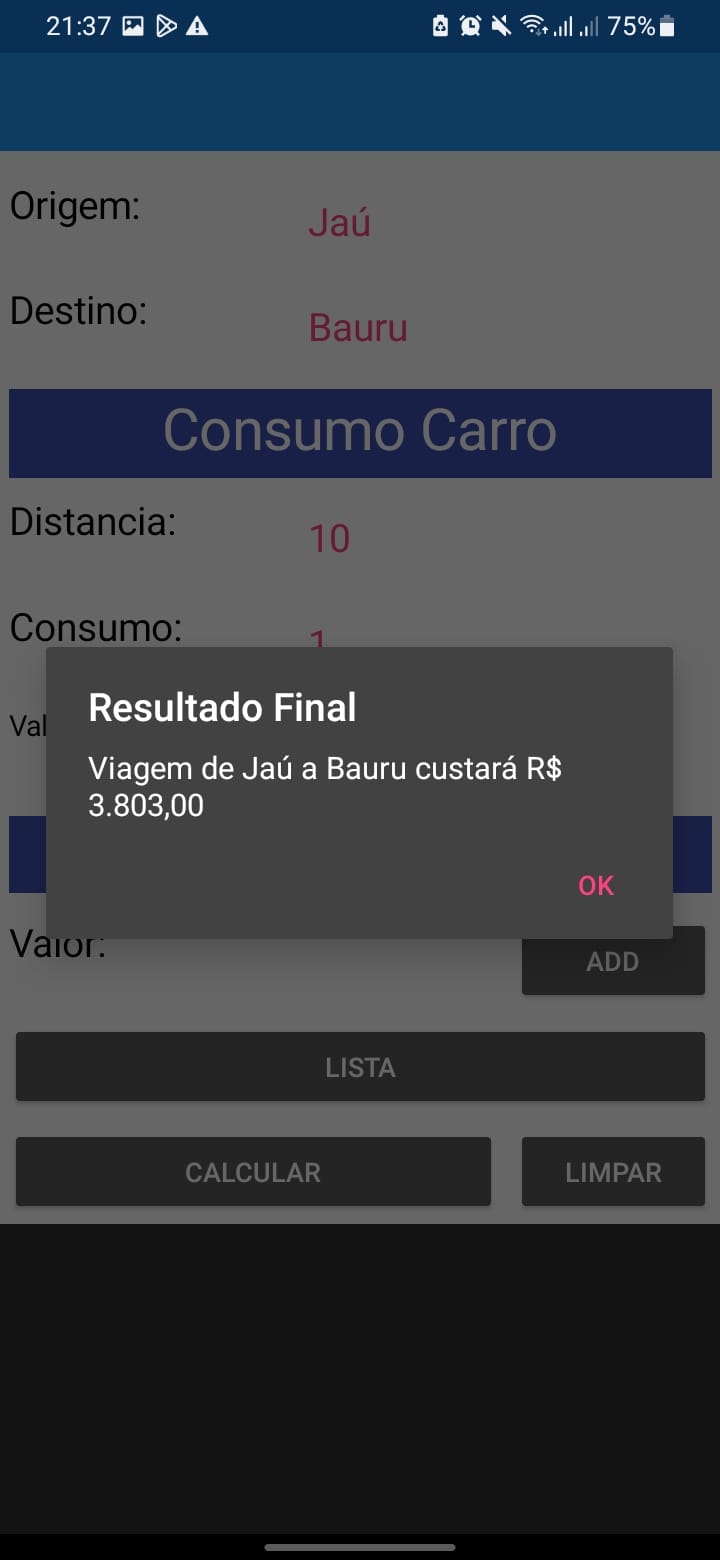 21:37 75%
Origem: Jaú
Destino: Bauru
Consumo Carro
Distancia: 10
Consumo: 1
Val
Resultado Final
Viagem de Jaú a Bauru custará R$
3.803,00
OK
Valor: ADD
LISTA
CALCULAR LIMPAR